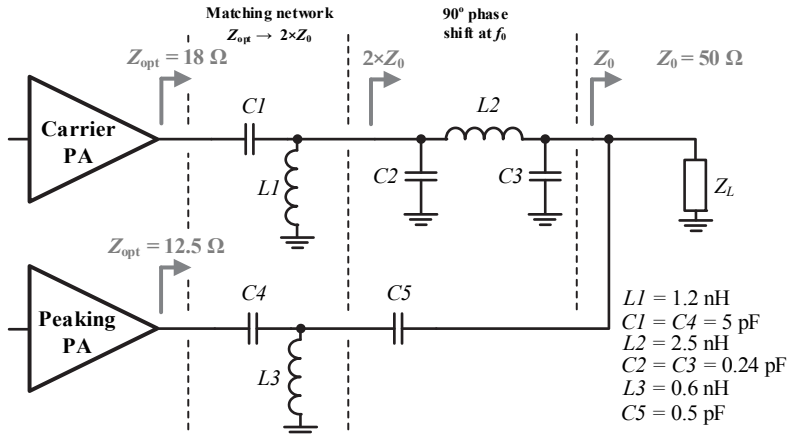 Matching network
Zopt → 2×Z0
90° phase
shift at f0
Zopt = 18 Ω
2×Z0
Z0
Z0 = 50 Ω
Carrier
PA
C1
L1
L2
C2
C3
ZL
Zopt = 12.5 Ω
Peaking
PA
C4
L3
C5
L1 = 1.2 nH
C1 = C4 = 5 pF
L2 = 2.5 nH
C2 = C3 = 0.24 pF
L3 = 0.6 nH
C5 = 0.5 pF